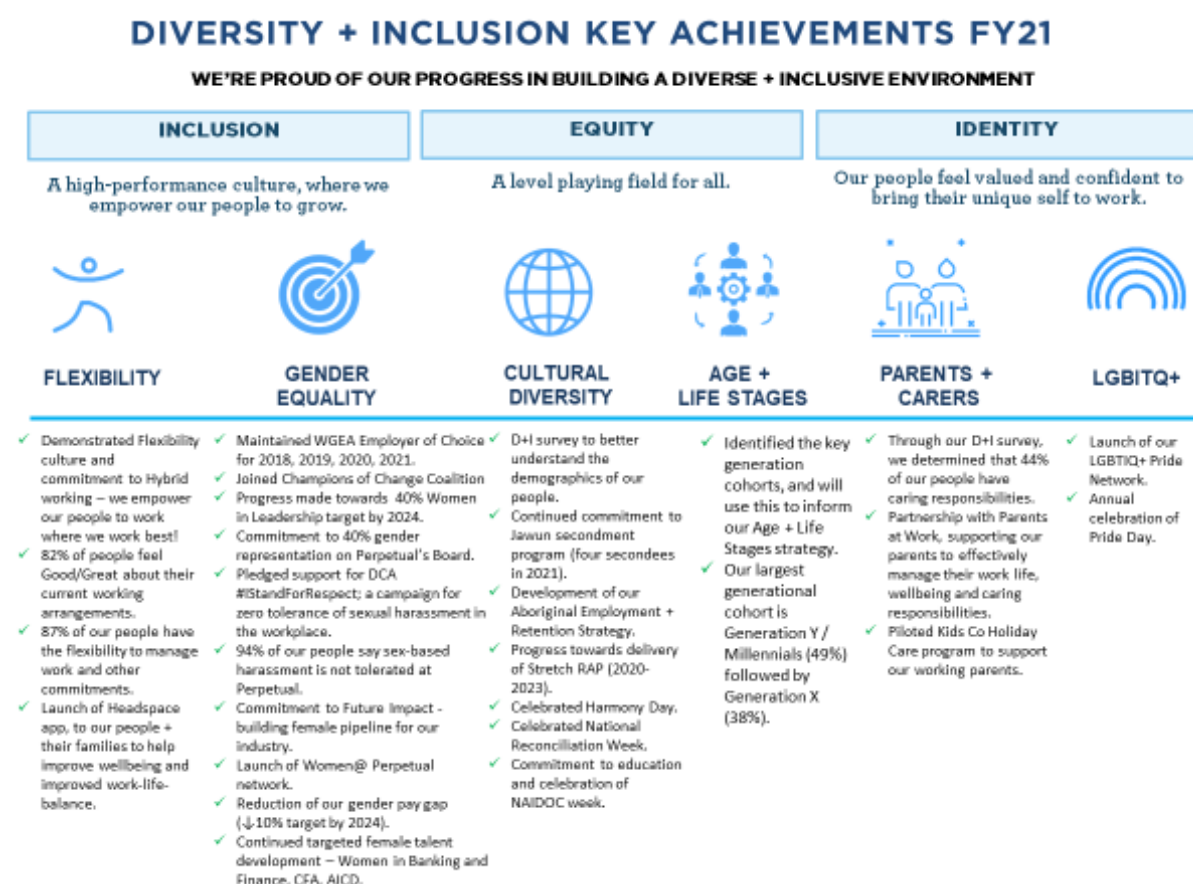 DIVERSITY + INCLUSION KEY ACHIEVEMENTS FY21
WE'RE PROUD OF OUR PROGRESS IN BUILDING A DIVERSE + INCLUSIVE ENVIRONMENT
INCLUSION
A high-performance culture, where we
empower our people to grow.
EQUITY
A level playing field for all.
IDENTITY
Our people feel valued and confident to
bring their unique self to work.
FLEXIBILITY
Demonstrated Flexibility
culture and
commitment to Hybrid
working – we empower
our people to work
where we work best!
82% of people feel
Good/Great about their
current working
arrangements.
87% of our people have
the flexibility to manage
work and other
commitments.
Launch of Headspace
app, to our people +
their families to help
improve wellbeing and
improved work-life-
balance.
GENDER
EQUALITY
Maintained WGEA Employer of Choice
for 2018, 2019, 2020, 2021.
Joined Champions of Change Coalition
Progress made towards 40% Women
in Leadership target by 2024.
Commitment to 40% gender
representation on Perpetual's Board.
Pledged support for DCA
#IStandForRespect; a campaign for
zero tolerance of sexual harassment in
the workplace.
94% of our people say sex-based
harassment is not tolerated at
Perpetual.
Commitment to Future Impact -
building female pipeline for our
industry.
Launch of Women@ Perpetual
network.
Reduction of our gender pay gap
(↓10% target by 2024).
Continued targeted female talent
development – Women in Banking and
Finance, CFA, AICD.
CULTURAL
DIVERSITY
D+I survey to better
understand the
demographics of our
people.
Continued commitment to
Jawun secondment
program (four secondees
in 2021).
Development of our
Aboriginal Employment +
Retention Strategy.
Progress towards delivery
of Stretch RAP (2020-
2023).
Celebrated Harmony Day.
Celebrated National
Reconciliation Week.
Commitment to education
and celebration of
NAIDOC week.
AGE +
LIFE STAGES
Identified the key
generation
cohorts, and will
use this to inform
our Age + Life
Stages strategy.
Our largest
generational
cohort is
Generation Y /
Millennials (49%)
followed by
Generation X
(38%).
PARENTS +
CARERS
Through our D+I survey,
we determined that 44%
of our people have
caring responsibilities.
Partnership with Parents
at Work, supporting our
parents to effectively
manage their work life,
wellbeing and caring
responsibilities.
Piloted Kids Co Holiday
Care program to support
our working parents.
LGBITQ+
Launch of our
LGBTIQ+ Pride
Network.
Annual
celebration of
Pride Day.